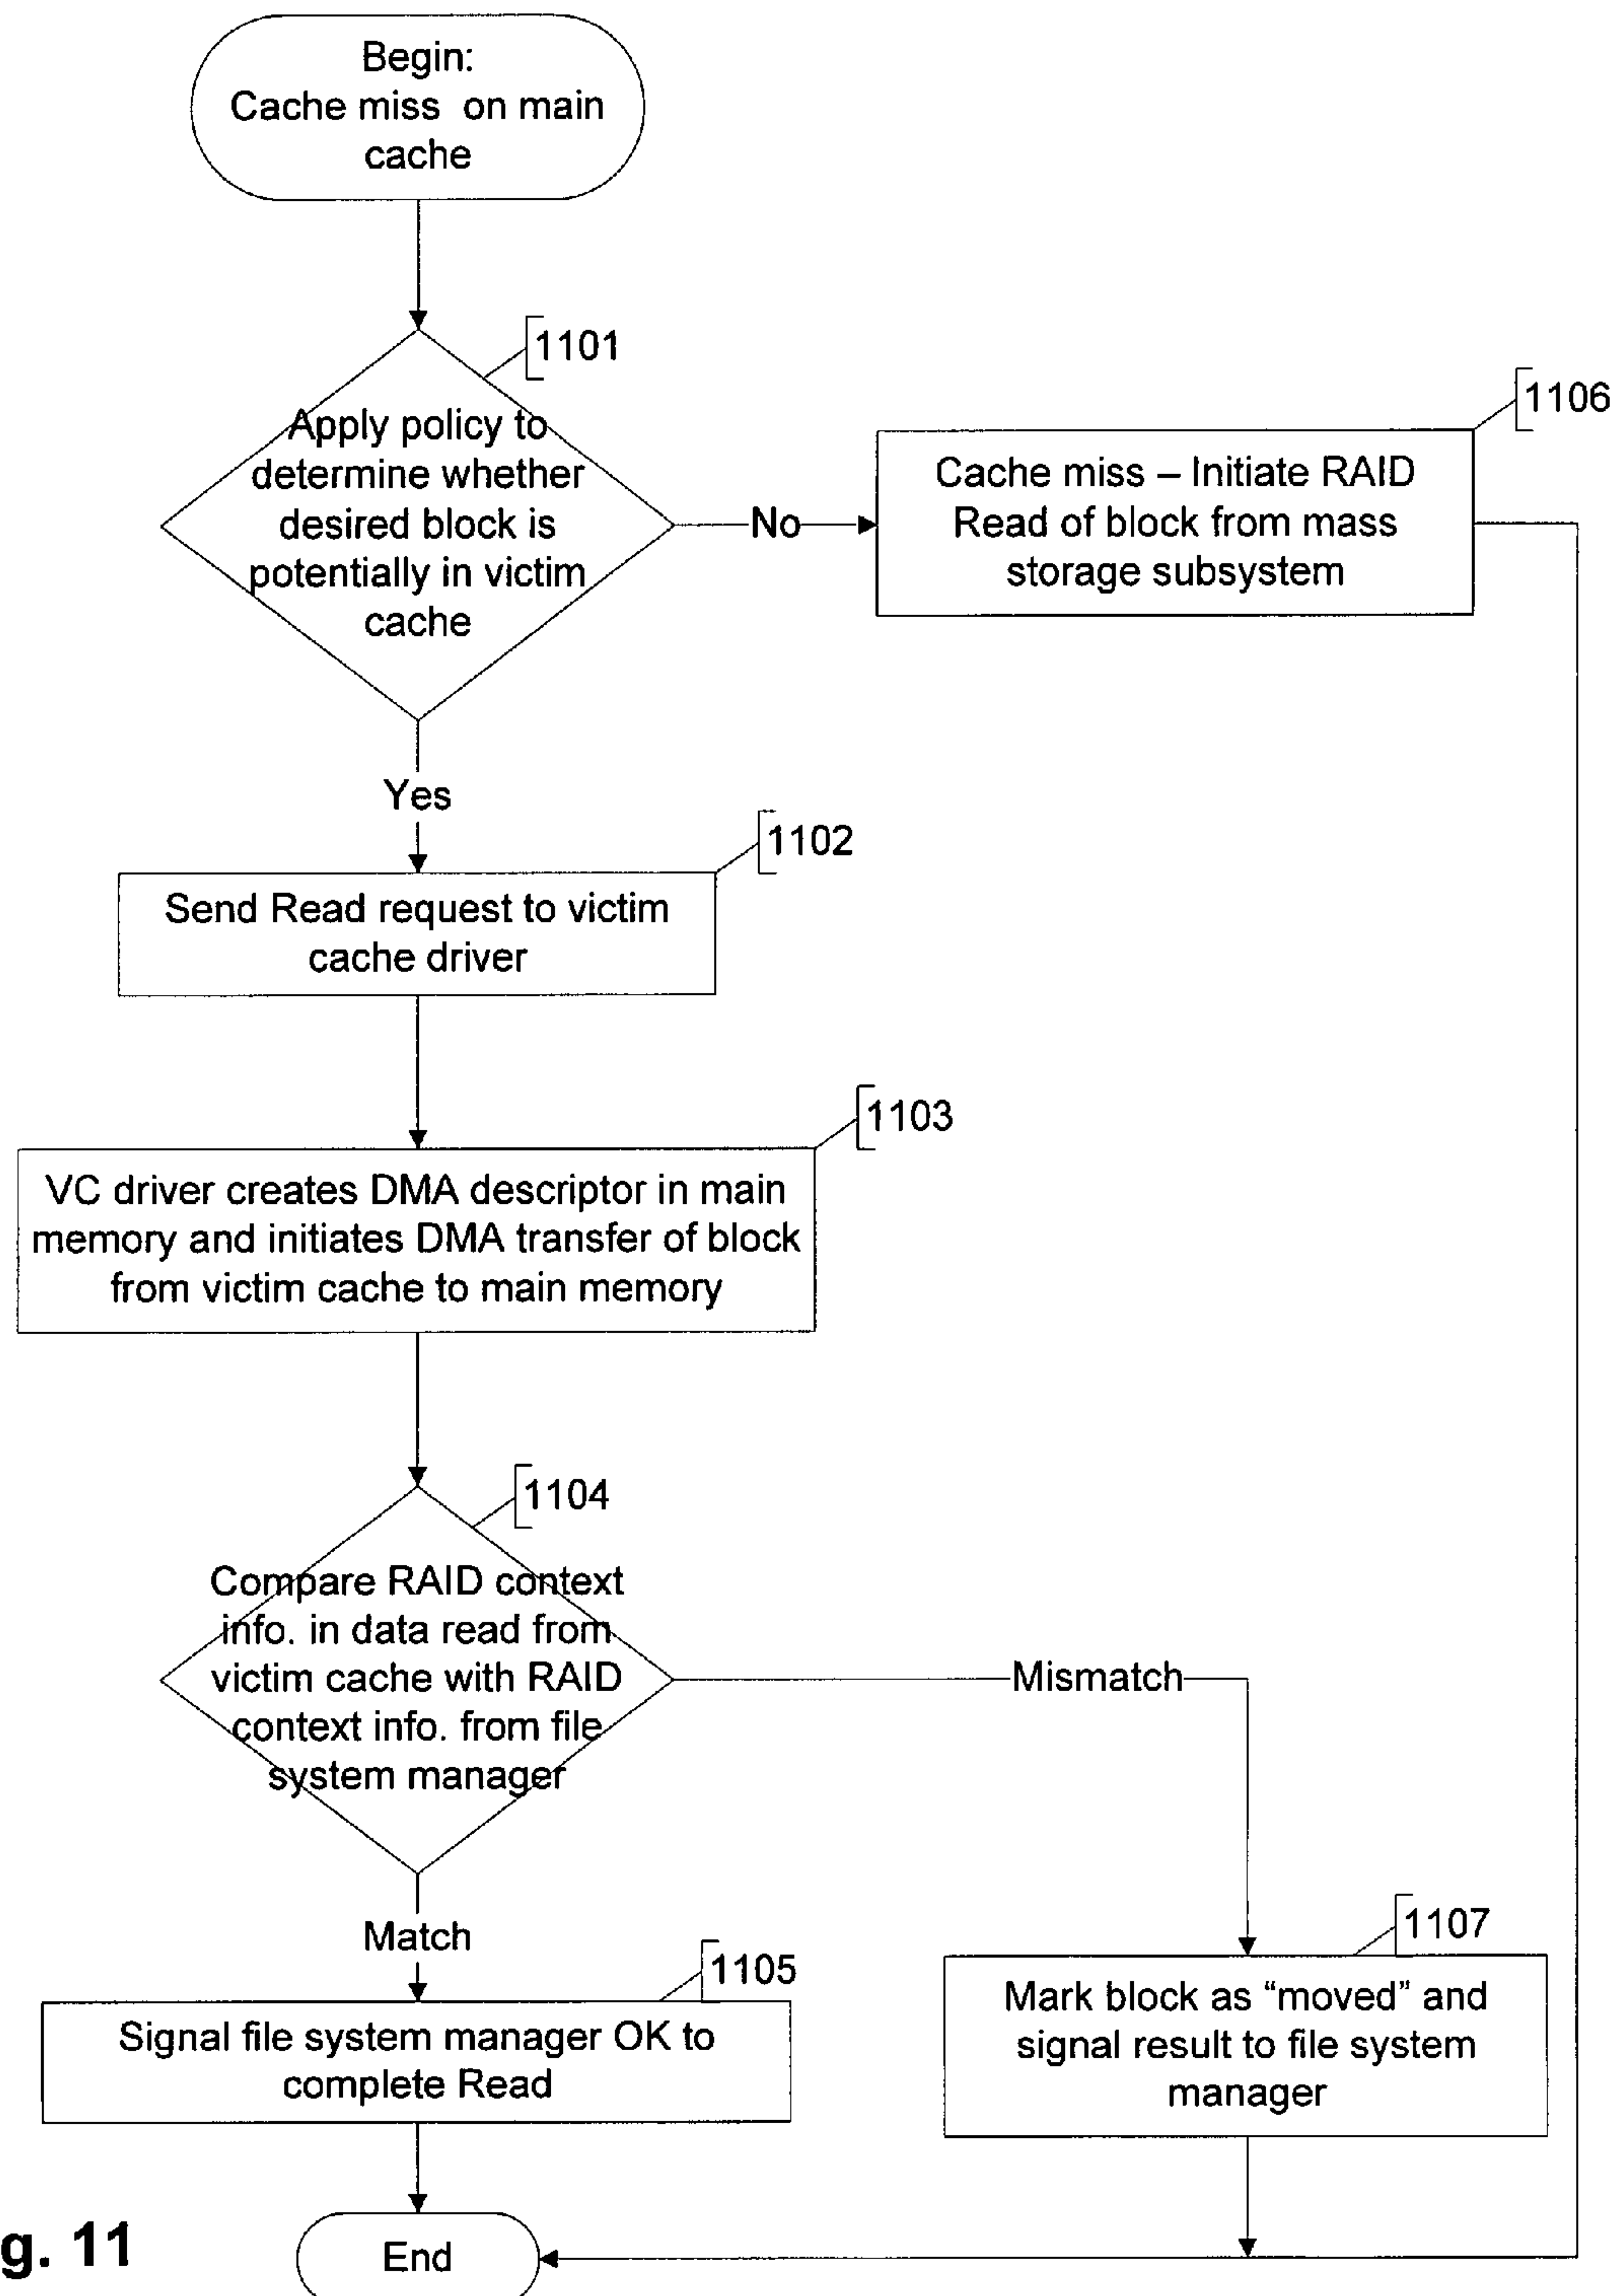 Begin:
Cache miss on main
cache
1101
Apply policy to
determine whether
desired block is
potentially in victim
cache
No
1106
Cache miss – Initiate RAID
Read of block from mass
storage subsystem
Yes
1102
Send Read request to victim
cache driver
1103
VC driver creates DMA descriptor in main
memory and initiates DMA transfer of block
from victim cache to main memory
1104
Compare RAID context
info. in data read from
victim cache with RAID
context info. from file
system manager
Mismatch
Match
1105
Signal file system manager OK to
complete Read
1107
Mark block as “moved” and
signal result to file system
manager
End
g. 11